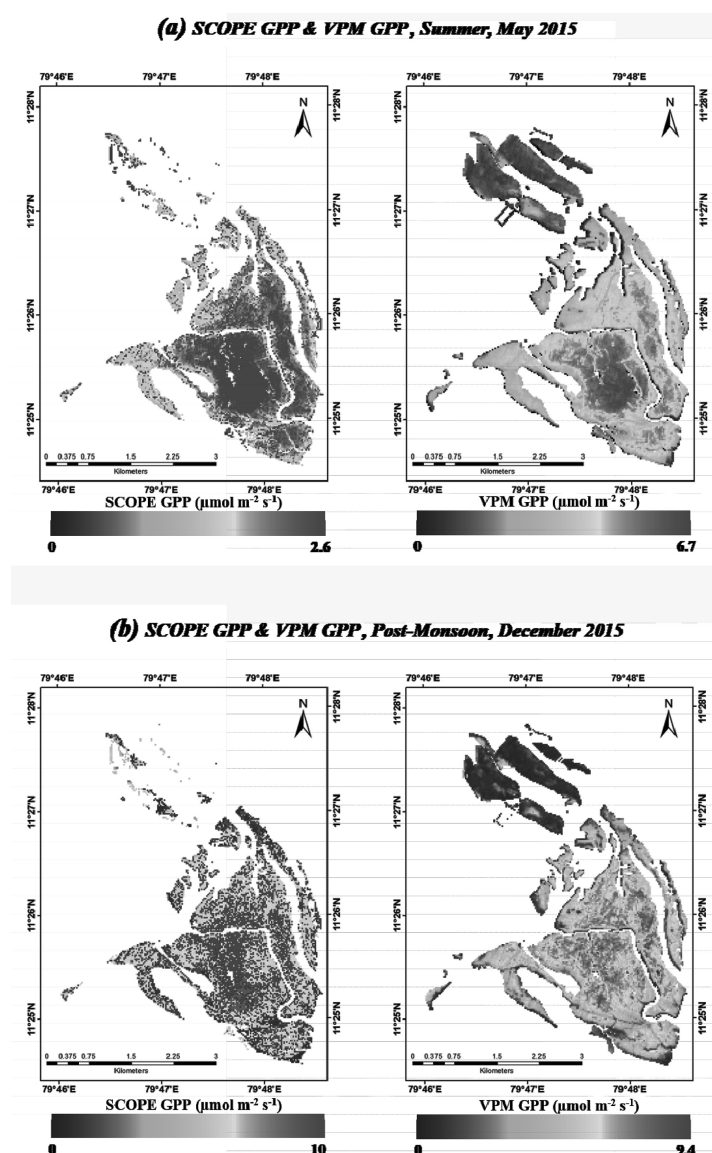 (a) SCOPE GPP & VPM GPP, Summer, May 2015
79°46'E 79°47'E 79°48'E 79°46'E 79°47'E 79°48'E
11°28'N 11°28'N 11°28'N 11°28'N
N N
11°27'N 11°27'N 11°27'N 11°27'N
11°26'N 11°26'N 11°26'N 11°26'N
11°25'N 11°25'N 11°25'N 11°25'N
0 0.375 0.75 1.5 2.25 3 0 0.375 0.75 1.5 2.25 3
Kilometers Kilometers
79°46'E 79°47'E 79°48'E 79°46'E 79°47'E 79°48'E
SCOPE GPP (μmol m⁻² s⁻¹) VPM GPP (μmol m⁻² s⁻¹)
0 2.6 0 6.7
(b) SCOPE GPP & VPM GPP, Post-Monsoon, December 2015
79°46'E 79°47'E 79°48'E 79°46'E 79°47'E 79°48'E
11°28'N 11°28'N 11°28'N 11°28'N
N N
11°27'N 11°27'N 11°27'N 11°27'N
11°26'N 11°26'N 11°26'N 11°26'N
11°25'N 11°25'N 11°25'N 11°25'N
0 0.375 0.75 1.5 2.25 3 0 0.375 0.75 1.5 2.25 3
Kilometers Kilometers
79°46'E 79°47'E 79°48'E 79°46'E 79°47'E 79°48'E
SCOPE GPP (μmol m⁻² s⁻¹) VPM GPP (μmol m⁻² s⁻¹)
0 10 0 9.4